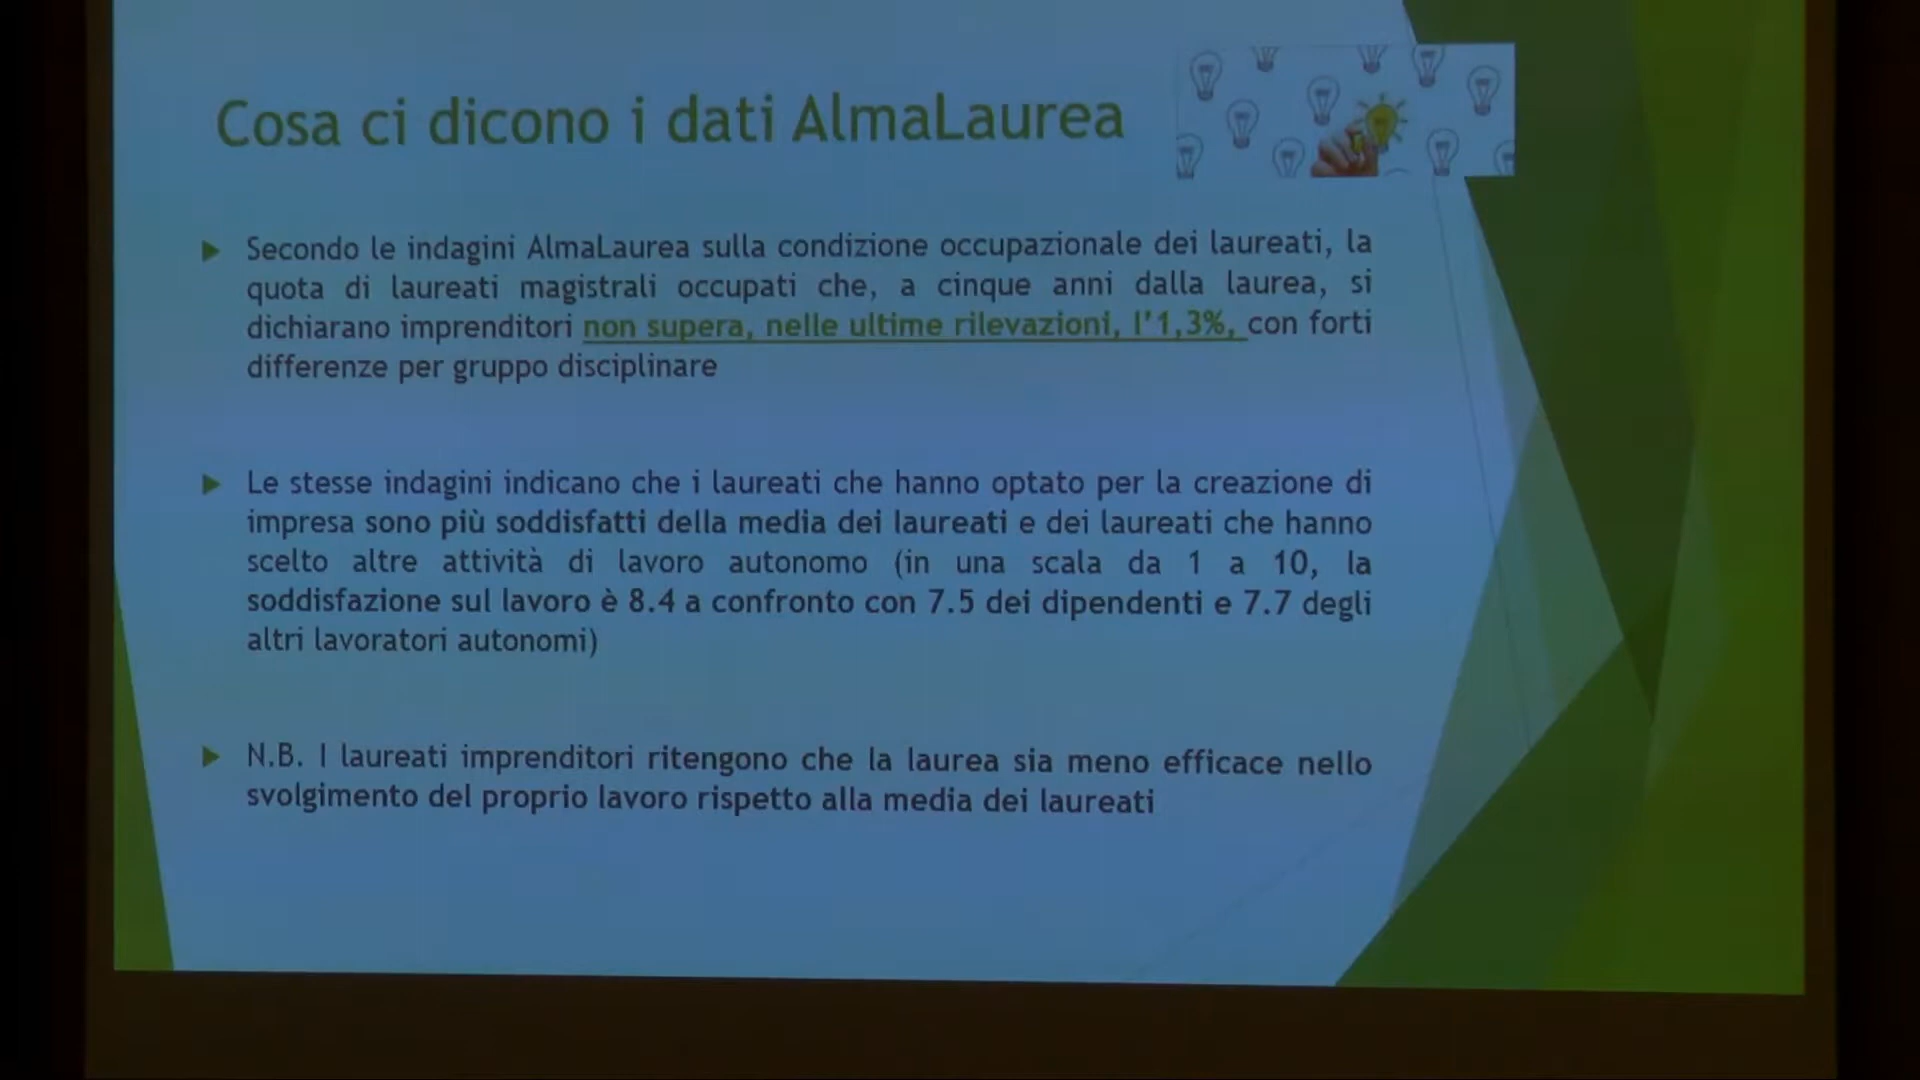 Cosa ci dicono i dati AlmaLaurea
Secondo le indagini AlmaLaurea sulla condizione occupazionale dei laureati, la
quota di laureati magistrali occupati che, a cinque anni dalla laurea, si
dichiarano imprenditori non supera, nelle ultime rilevazioni, l'1,3%, con forti
differenze per gruppo disciplinare
Le stesse indagini indicano che i laureati che hanno optato per la creazione di
impresa sono più soddisfatti della media dei laureati e dei laureati che hanno
scelto altre attività di lavoro autonomo (in una scala da 1 a 10, la
soddisfazione sul lavoro è 8.4 a confronto con 7.5 dei dipendenti e 7.7 degli
altri lavoratori autonomi)
N.B. I laureati imprenditori ritengono che la laurea sia meno efficace nello
svolgimento del proprio lavoro rispetto alla media dei laureati